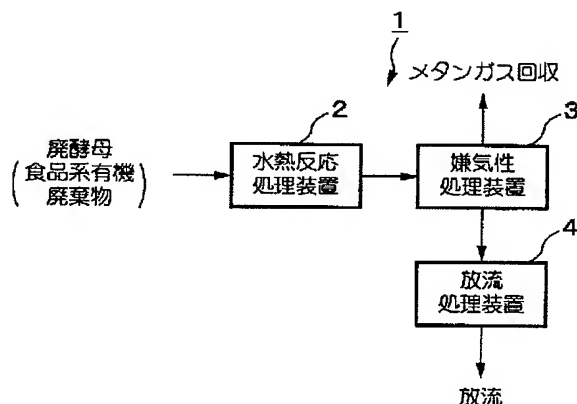 1
メタンガス回収
2
3
廃酵母
(食品系有機
廃棄物)
水熱反応
処理装置
嫌気性
処理装置
4
放流
処理装置
放流